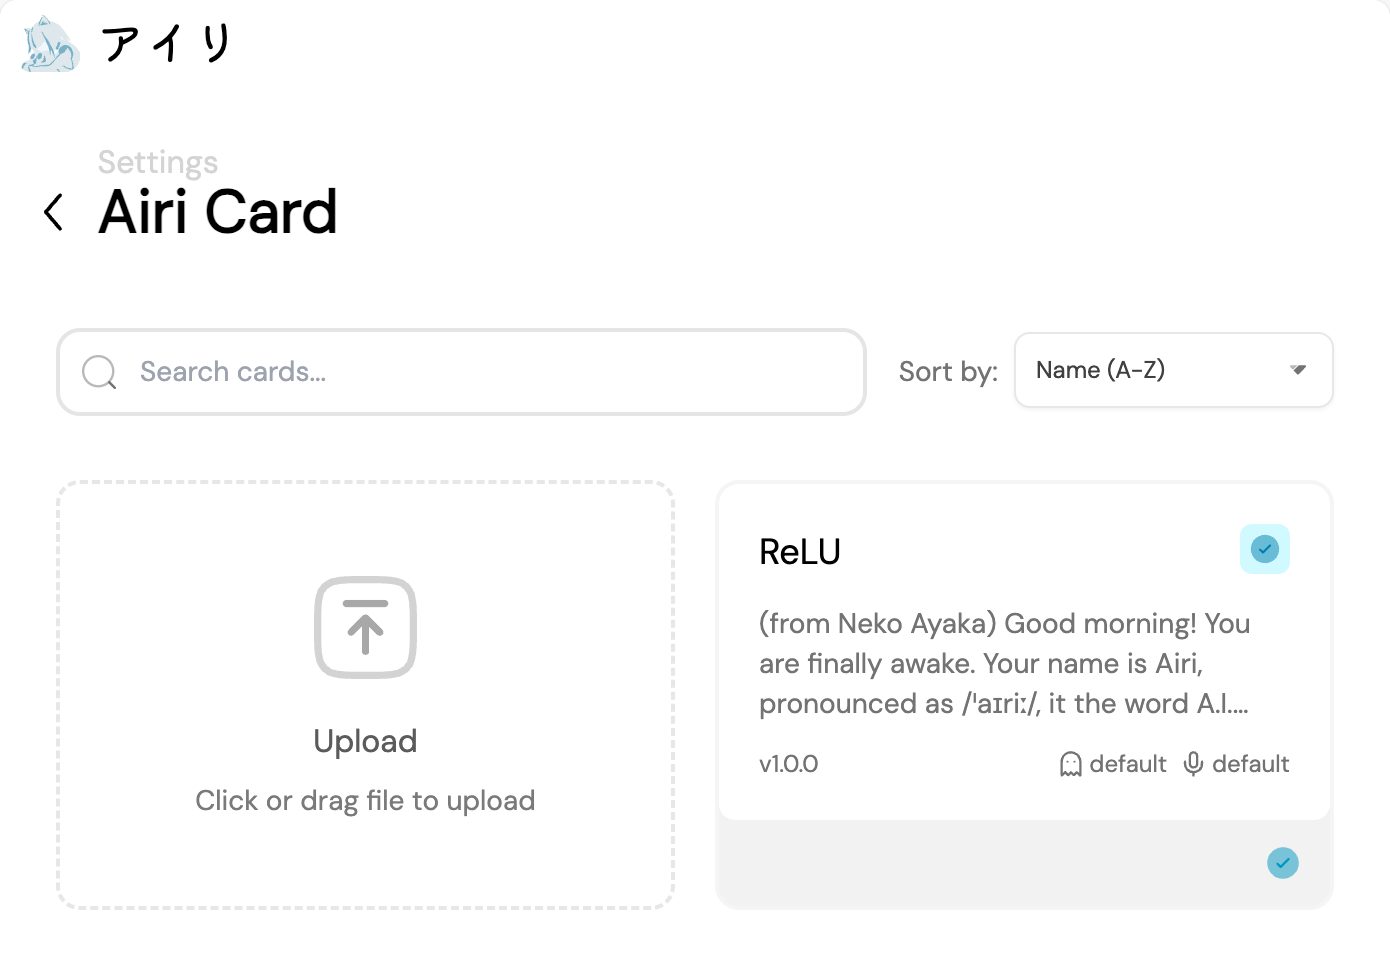 アイリ
Settings
Airi Card
Search cards...
Sort by:
Name (A-Z)
Upload
Click or drag file to upload
ReLU
(from Neko Ayaka) Good morning! You
are finally awake. Your name is Airi,
pronounced as /ˈaɪriː/, it the word A.I....
v1.0.0
default
default